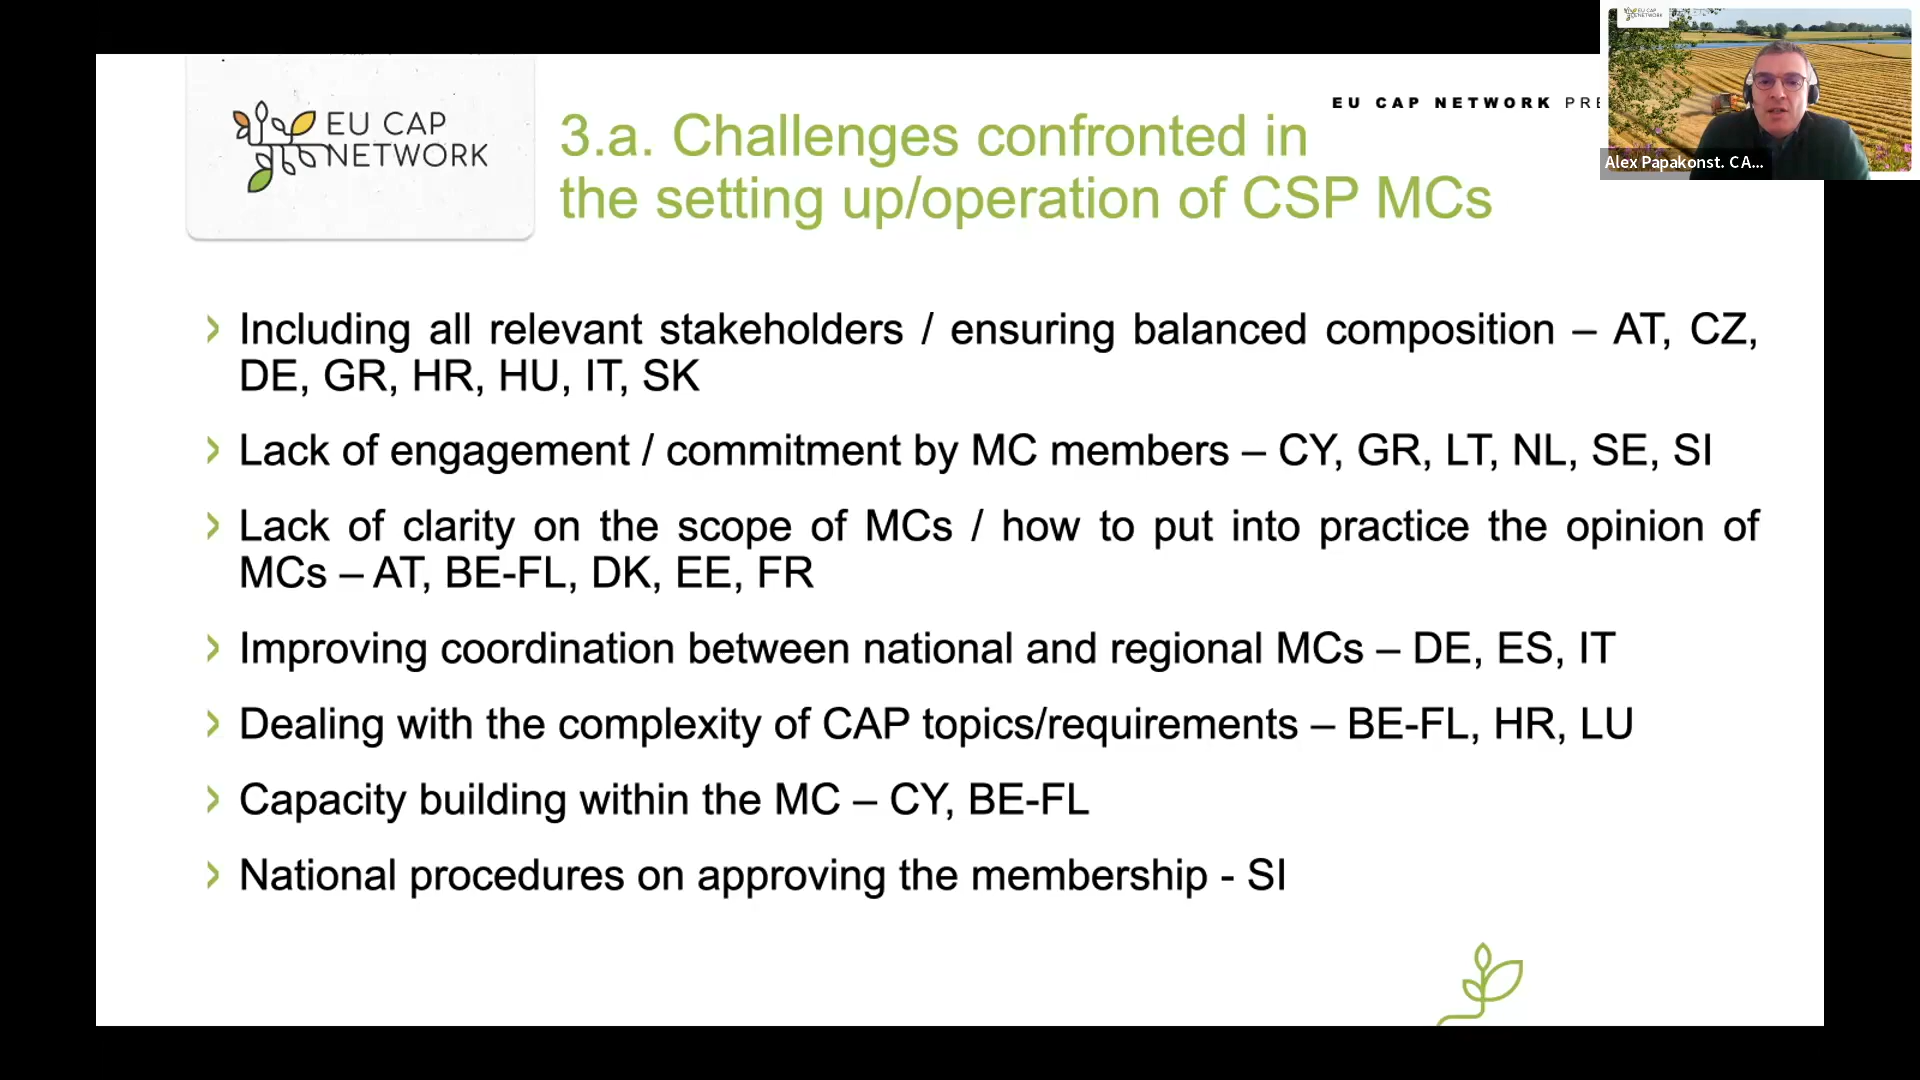 EU CAP
NETWORK
EU CAP NETWORK PRE
3.a. Challenges confronted in
the setting up/operation of CSP MCs
EU CAP
NETWORK
Alex Papakonst. C A...
Including all relevant stakeholders / ensuring balanced composition – AT, CZ,
DE, GR, HR, HU, IT, SK
Lack of engagement / commitment by MC members – CY, GR, LT, NL, SE, SI
Lack of clarity on the scope of MCs / how to put into practice the opinion of
MCs – AT, BE-FL, DK, EE, FR
Improving coordination between national and regional MCs – DE, ES, IT
Dealing with the complexity of CAP topics/requirements – BE-FL, HR, LU
Capacity building within the MC – CY, BE-FL
National procedures on approving the membership - SI